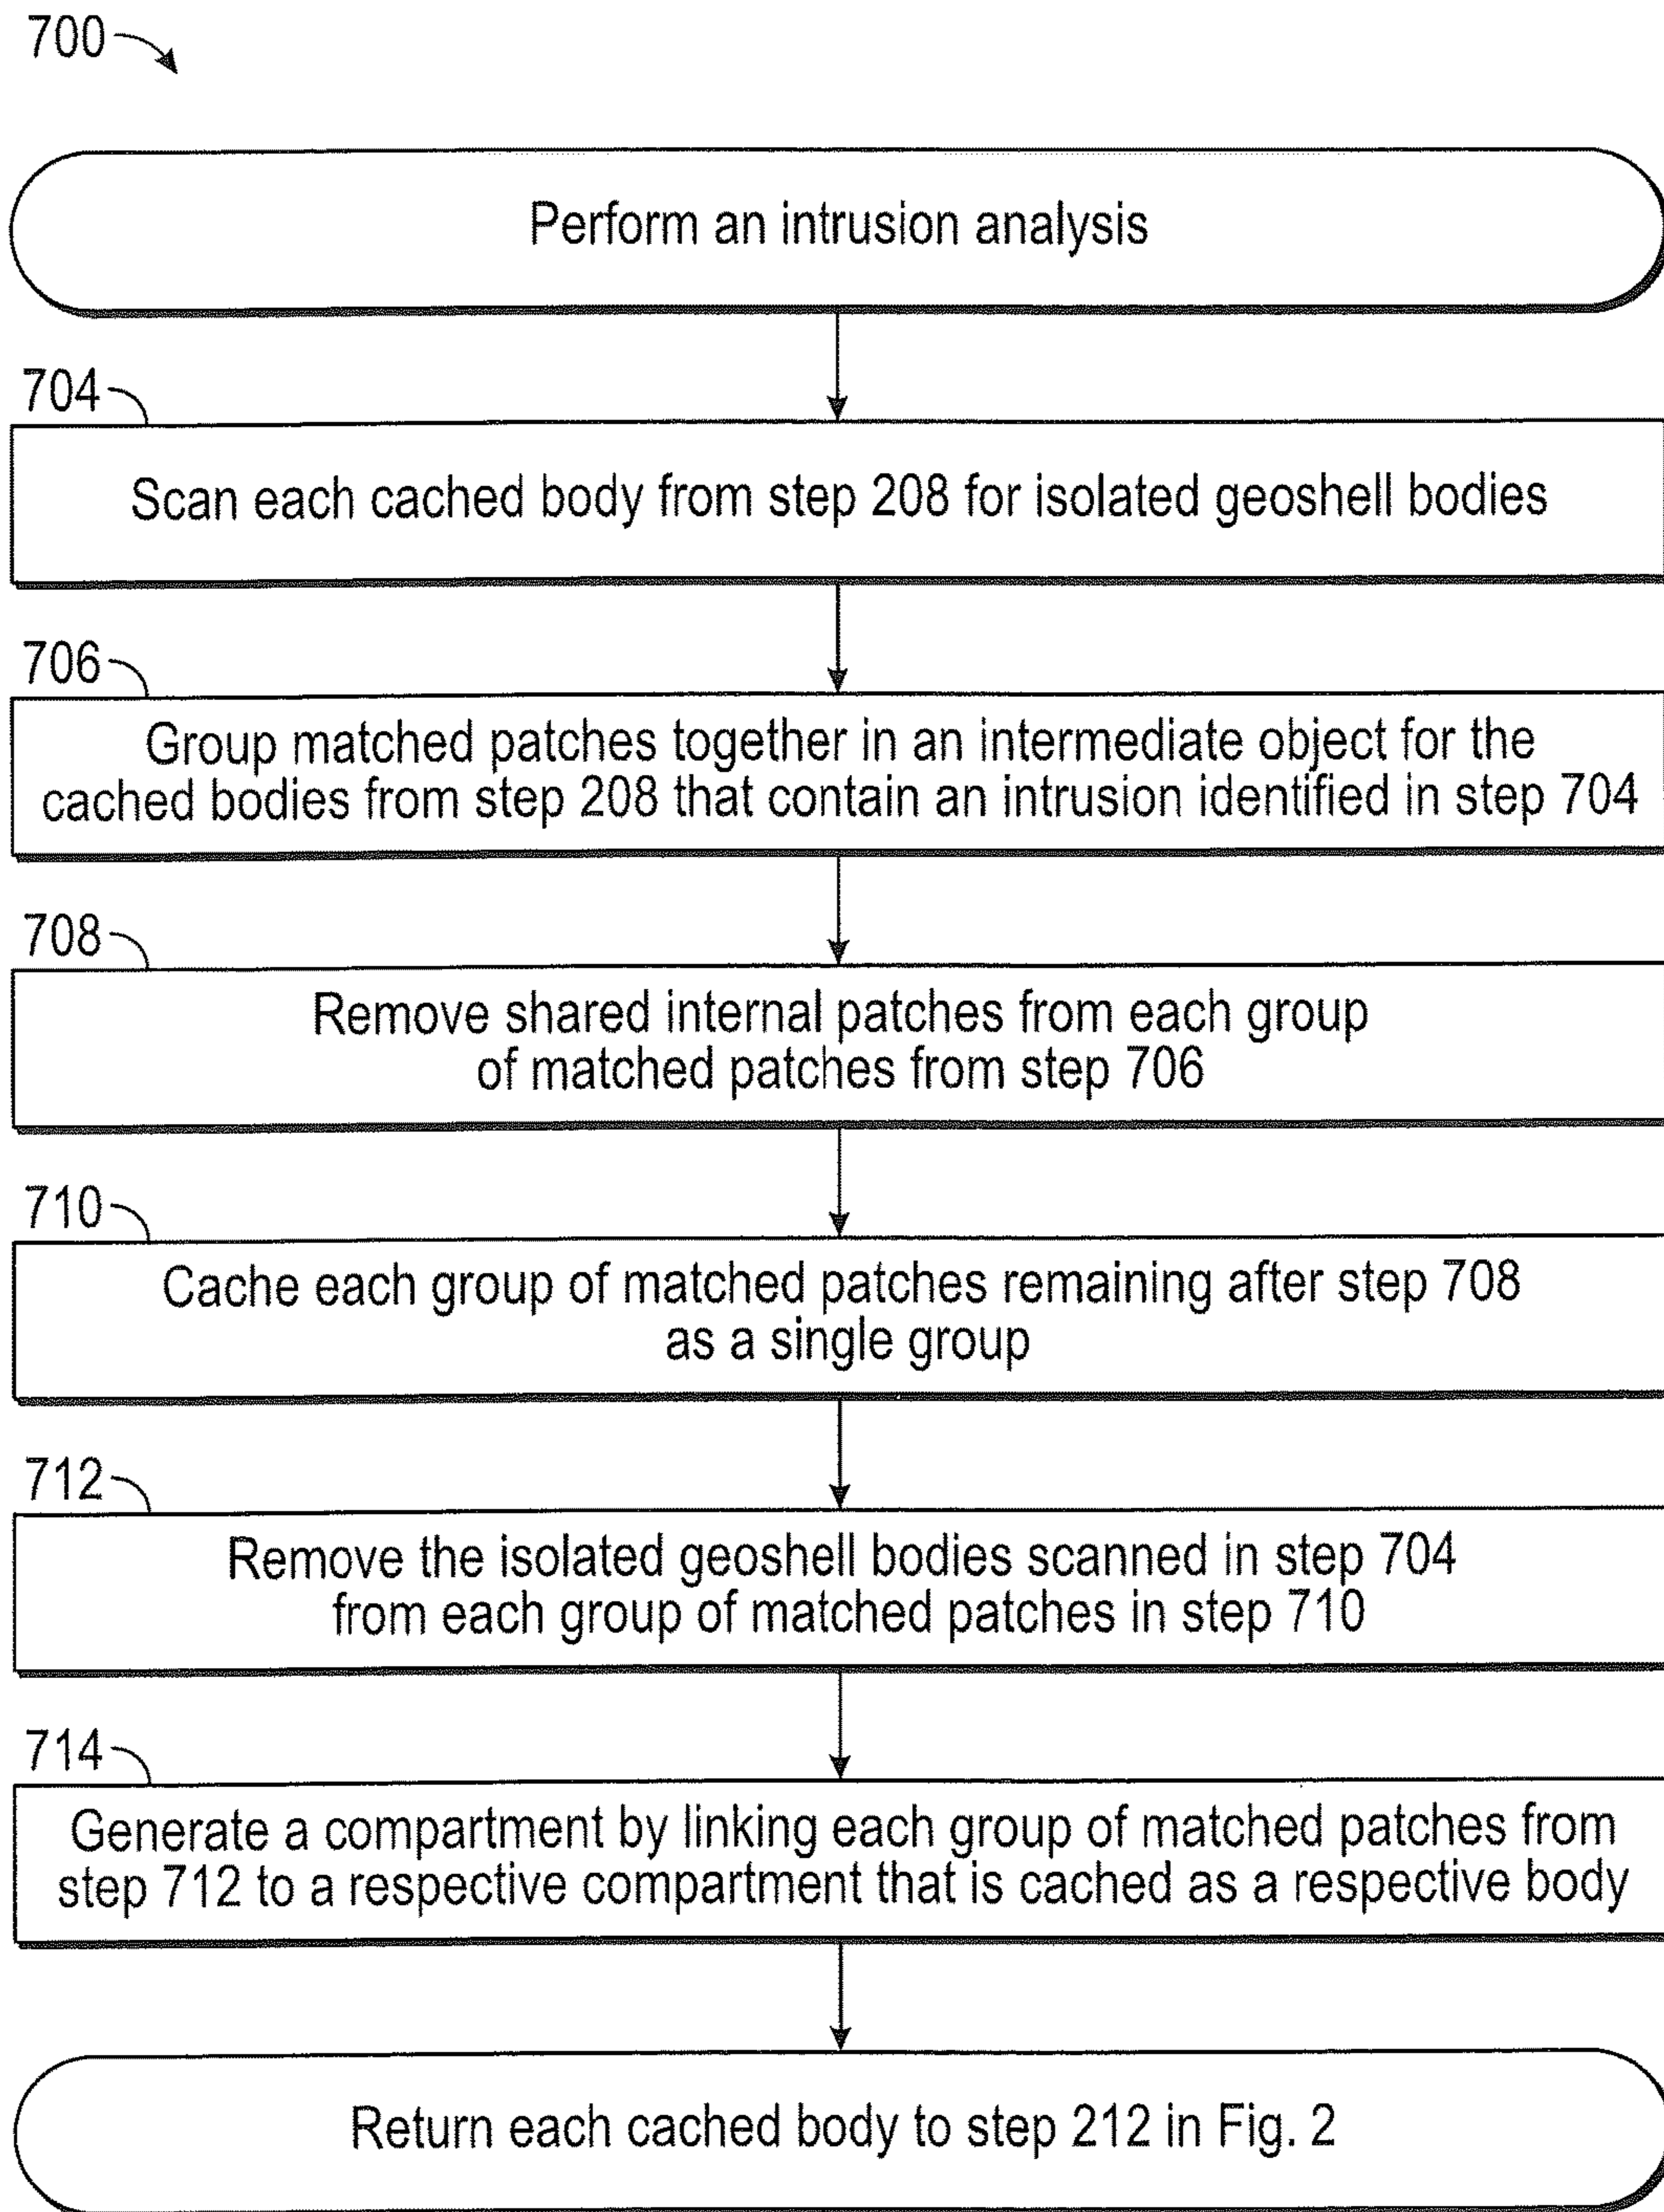 700
Perform an intrusion analysis
704
Scan each cached body from step 208 for isolated geoshell bodies
706
Group matched patches together in an intermediate object for the
cached bodies from step 208 that contain an intrusion identified in step 704
708
Remove shared internal patches from each group
of matched patches from step 706
710
Cache each group of matched patches remaining after step 708
as a single group
712
Remove the isolated geoshell bodies scanned in step 704
from each group of matched patches in step 710
714
Generate a compartment by linking each group of matched patches from
step 712 to a respective compartment that is cached as a respective body
Return each cached body to step 212 in Fig. 2